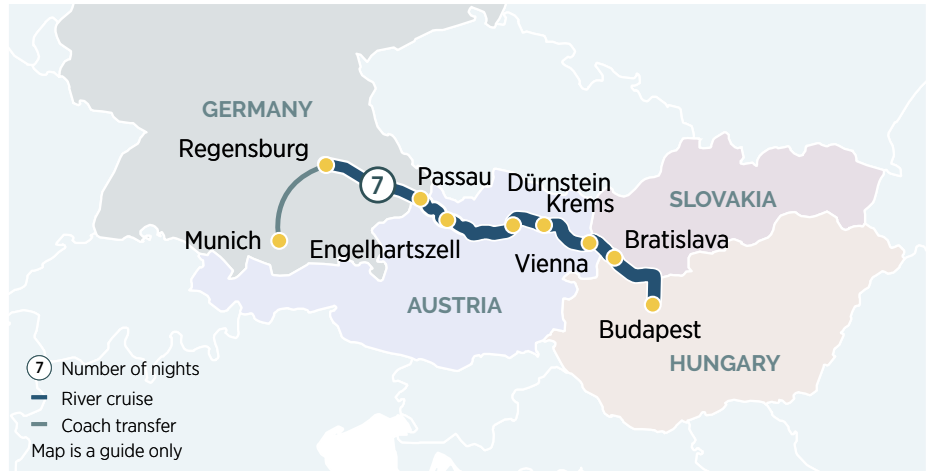 GERMANY
Regensburg
7
Passau
Dürnstein
Krems
SLOVAKIA
Munich
Engelhartszell
Vienna
Bratislava
AUSTRIA
Budapest
HUNGARY
7 Number of nights
River cruise
Coach transfer
Map is a guide only